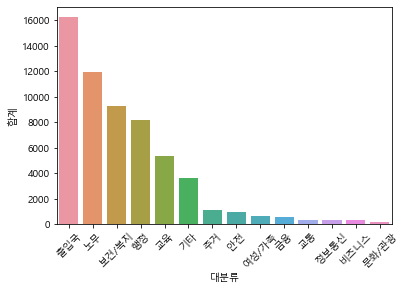 16000
14000
12000
10000
8000
6000
4000
2000
0
합계
출입국
노무
보건/복지
행정
교육
기타
주거
안전
여성/가족
금융
교통
정보통신
비즈니스
문화/관광
대분류